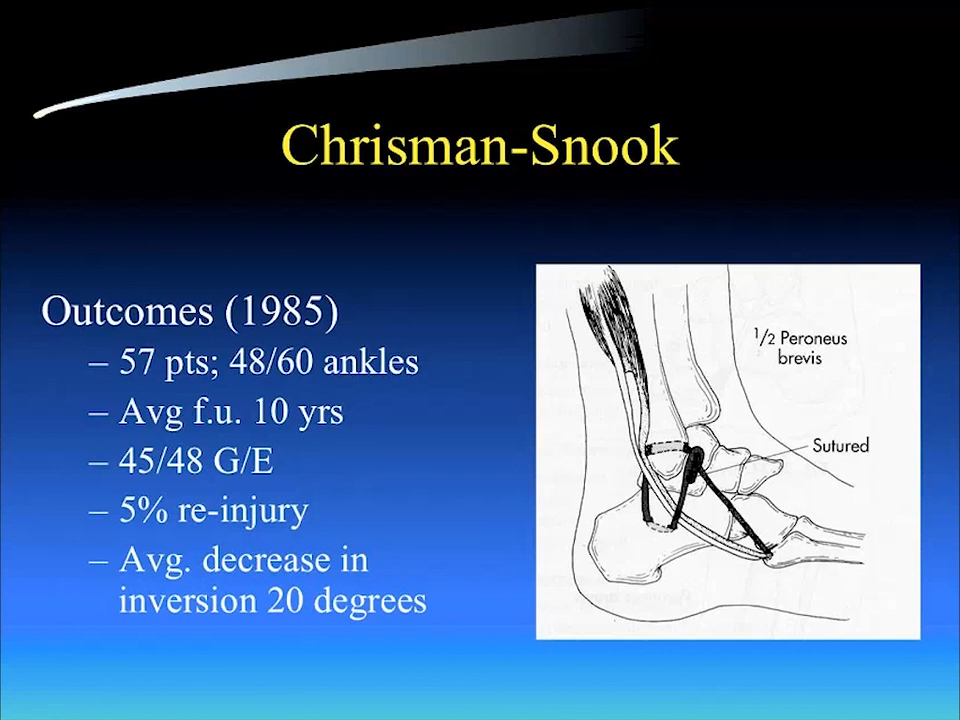 Chrisman-Snook
Outcomes (1985)
– 57 pts; 48/60 ankles
– Avg f.u. 10 yrs
– 45/48 G/E
– 5% re-injury
– Avg. decrease in
inversion 20 degrees
1/2 Peroneus
brevis
Sutured